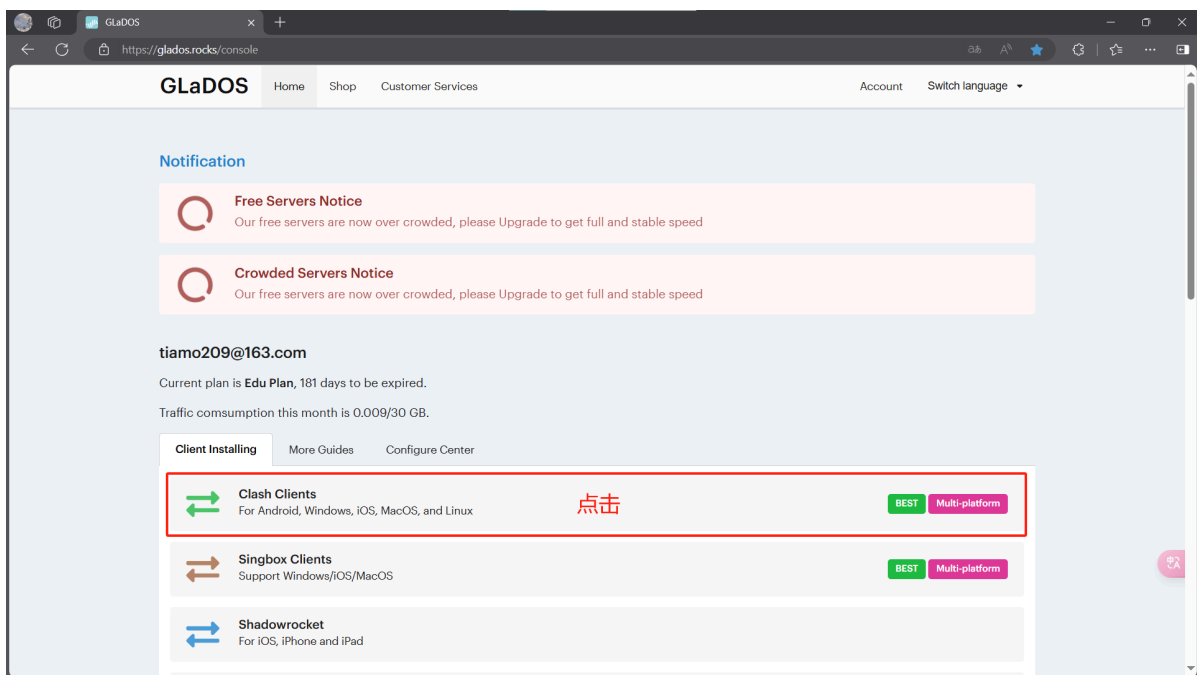 GLaDOS
https://glados.rocks/console
GLaDOS
Home
Shop
Customer Services
Account
Switch language
Notification
Free Servers Notice
Our free servers are now over crowded, please Upgrade to get full and stable speed
Crowded Servers Notice
Our free servers are now over crowded, please Upgrade to get full and stable speed
tiamo209@163.com
Current plan is Edu Plan, 181 days to be expired.
Traffic comsumption this month is 0.009/30 GB.
Client Installing
More Guides
Configure Center
Clash Clients
For Android, Windows, iOS, MacOS, and Linux
点击
BEST
Multi-platform
Singbox Clients
Support Windows/iOS/MacOS
BEST
Multi-platform
Shadowrocket
For iOS, iPhone and iPad